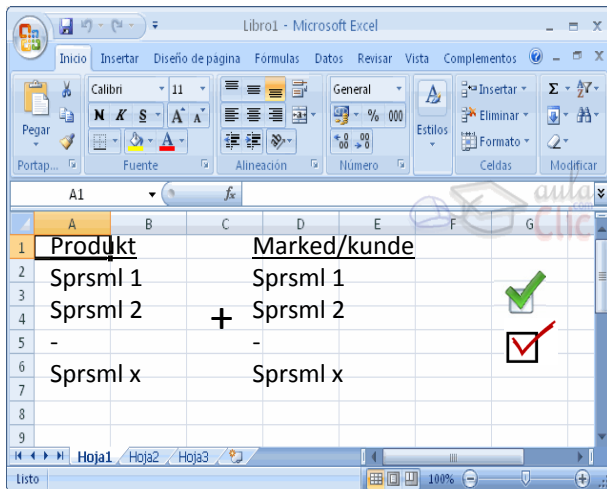 Libro1 - Microsoft Excel
Inicio Insertar Diseño de página Fórmulas Datos Revisar Vista Complementos
Calibri 11 General Insertar
N K S A A % 000 Eliminar
Pegar Estilos Formato
Portap... Fuente Alineación Número Celdas Modificar
A1 fx
aula
Clic
.com
A B C D E F G
1 Produkt Marked/kunde
2 Sprsml 1 Sprsml 1
3
4 Sprsml 2 + Sprsml 2
5 - -
6 Sprsml x Sprsml x
7
8
9
Hoja1 Hoja2 Hoja3
Listo 100%